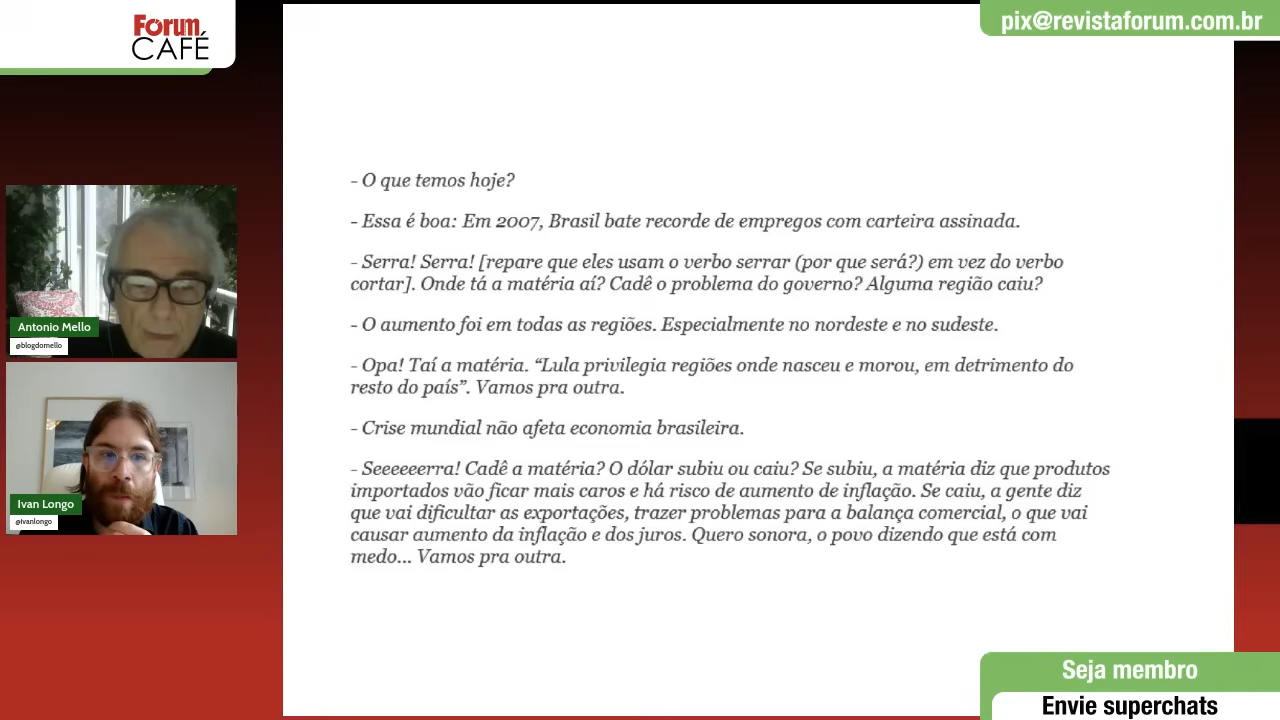 Fórum
CAFÉ
pix@revistaforum.com.br
- O que temos hoje?
- Essa é boa: Em 2007, Brasil bate recorde de empregos com carteira assinada.
- Serra! Serra! [repare que eles usam o verbo serrar (por que será?) em vez do verbo
cortar]. Onde tá a matéria aí? Cadê o problema do governo? Alguma região caiu?
- O aumento foi em todas as regiões. Especialmente no nordeste e no sudeste.
- Opa! Taí a matéria. “Lula privilegia regiões onde nasceu e morou, em detrimento do
resto do país”. Vamos pra outra.
- Crise mundial não afeta economia brasileira.
- Seeeeeerra! Cadê a matéria? O dólar subiu ou caiu? Se subiu, a matéria diz que produtos
importados vão ficar mais caros e há risco de aumento de inflação. Se caiu, a gente diz
que vai dificultar as exportações, trazer problemas para a balança comercial, o que vai
causar aumento da inflação e dos juros. Quero sonora, o povo dizendo que está com
medo... Vamos pra outra.
Antonio Mello
@blogdomello
Ivan Longo
@ivanlongo
Seja membro
Envie superchats